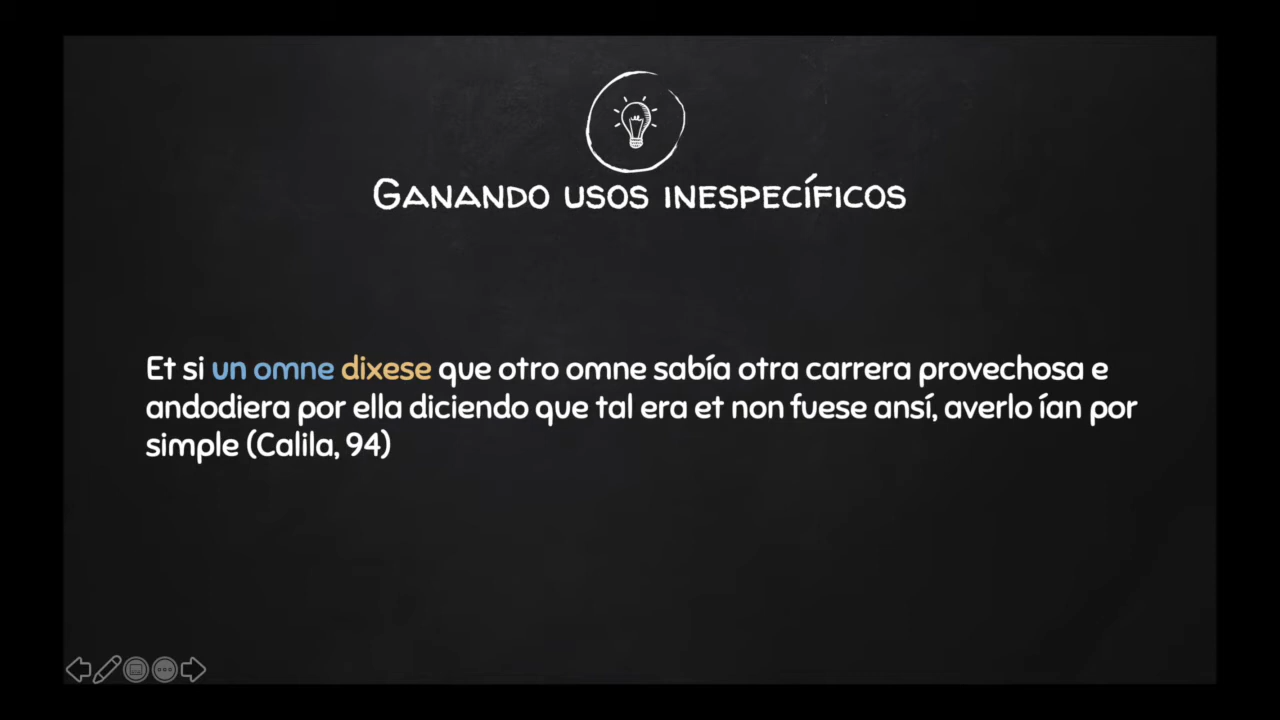 GANANDO USOS INESPECÍFICOS
Et si un omne dixese que otro omne sabía otra carrera provechosa e
andodiera por ella diciendo que tal era et non fuese ansí, averlo ían por
simple (Calila, 94)